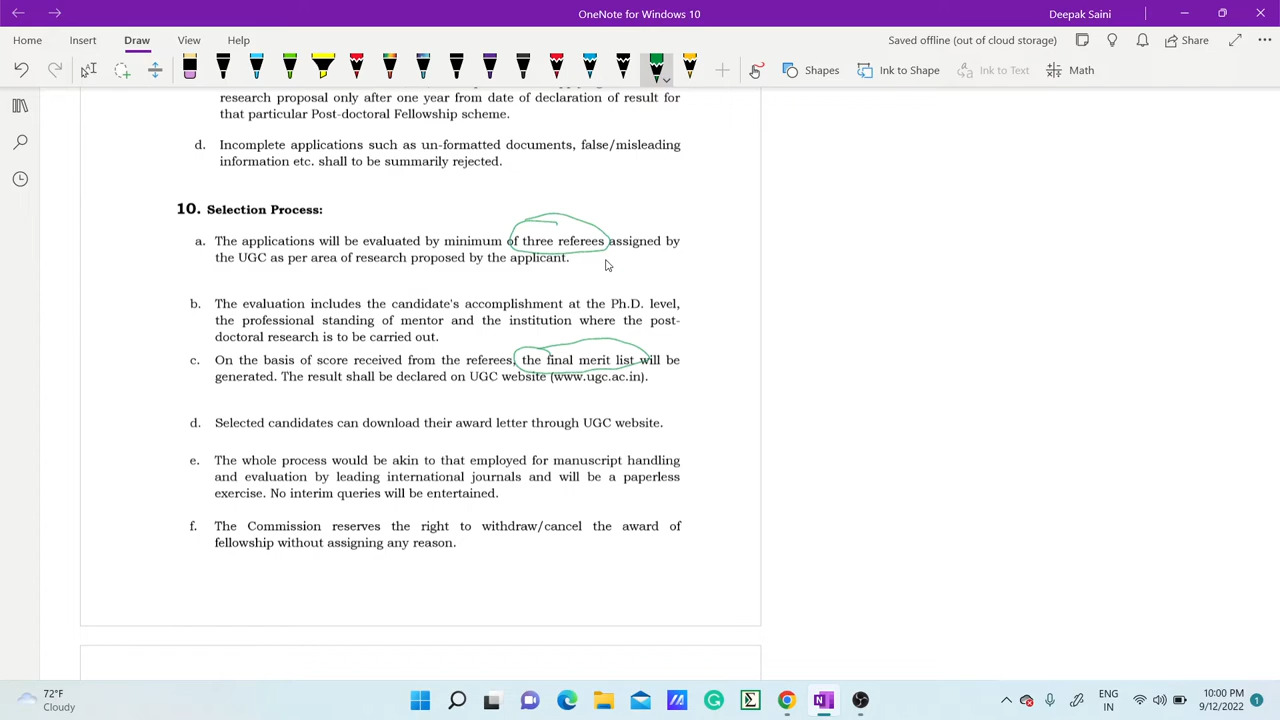 OneNote for Windows 10
Deepak Saini
Home Insert Draw View Help
Saved offline (out of cloud storage)
Share
Shapes
Ink to Shape
Ink to Text
Math
research proposal only after one year from date of declaration of result for
that particular Post-doctoral Fellowship scheme.
d. Incomplete applications such as un-formatted documents, false/misleading
information etc. shall to be summarily rejected.
10. Selection Process:
a. The applications will be evaluated by minimum of three referees assigned by
the UGC as per area of research proposed by the applicant.
b. The evaluation includes the candidate's accomplishment at the Ph.D. level,
the professional standing of mentor and the institution where the post-
doctoral research is to be carried out.
c. On the basis of score received from the referees, the final merit list will be
generated. The result shall be declared on UGC website (www.ugc.ac.in).
d. Selected candidates can download their award letter through UGC website.
e. The whole process would be akin to that employed for manuscript handling
and evaluation by leading international journals and will be a paperless
exercise. No interim queries will be entertained.
f. The Commission reserves the right to withdraw/cancel the award of
fellowship without assigning any reason.
72°F
Cloudy
ENG
IN
10:00 PM
9/12/2022